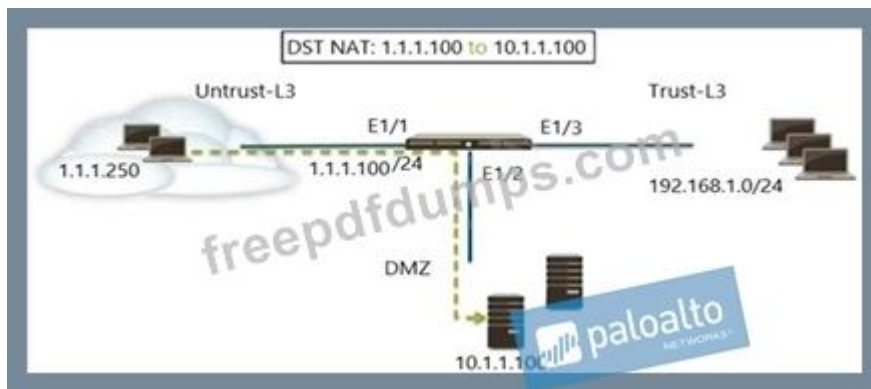 DST NAT: 1.1.1.100 to 10.1.1.100
Untrust-L3
Trust-L3
E1/1
E1/3
1.1.1.250
1.1.1.100/24
E1/2
192.168.1.0/24
freepdfdumps.com
DMZ
paloalto
NETWORKS
10.1.1.100